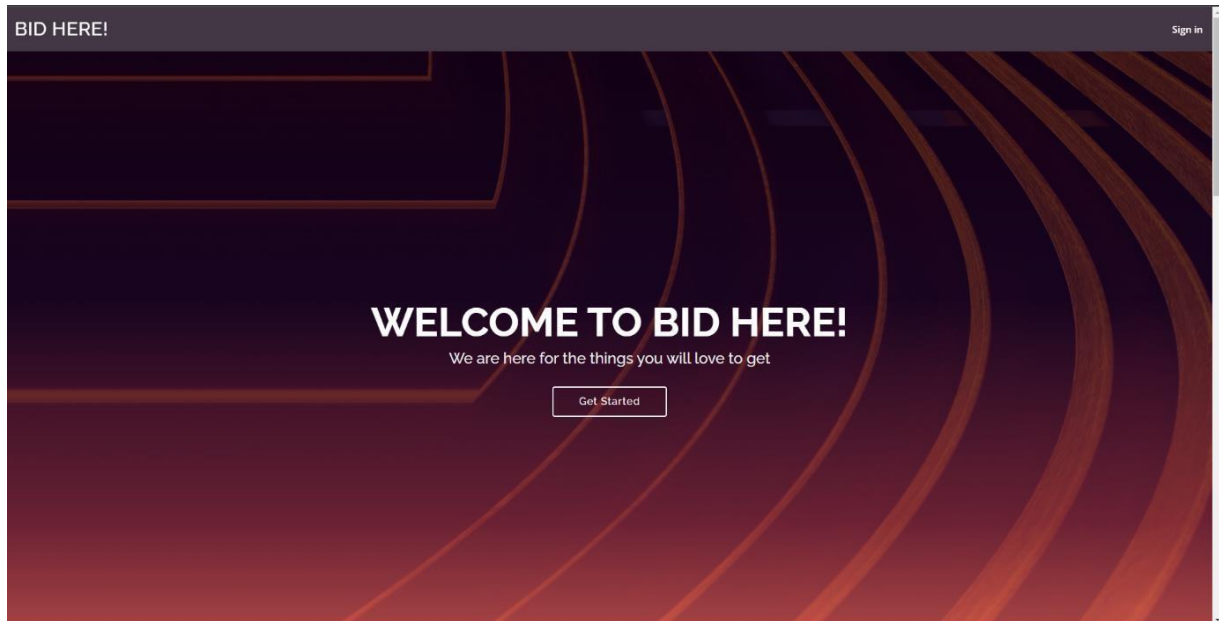 BID HERE!
Sign in
WELCOME TO BID HERE!
We are here for the things you will love to get
Get Started